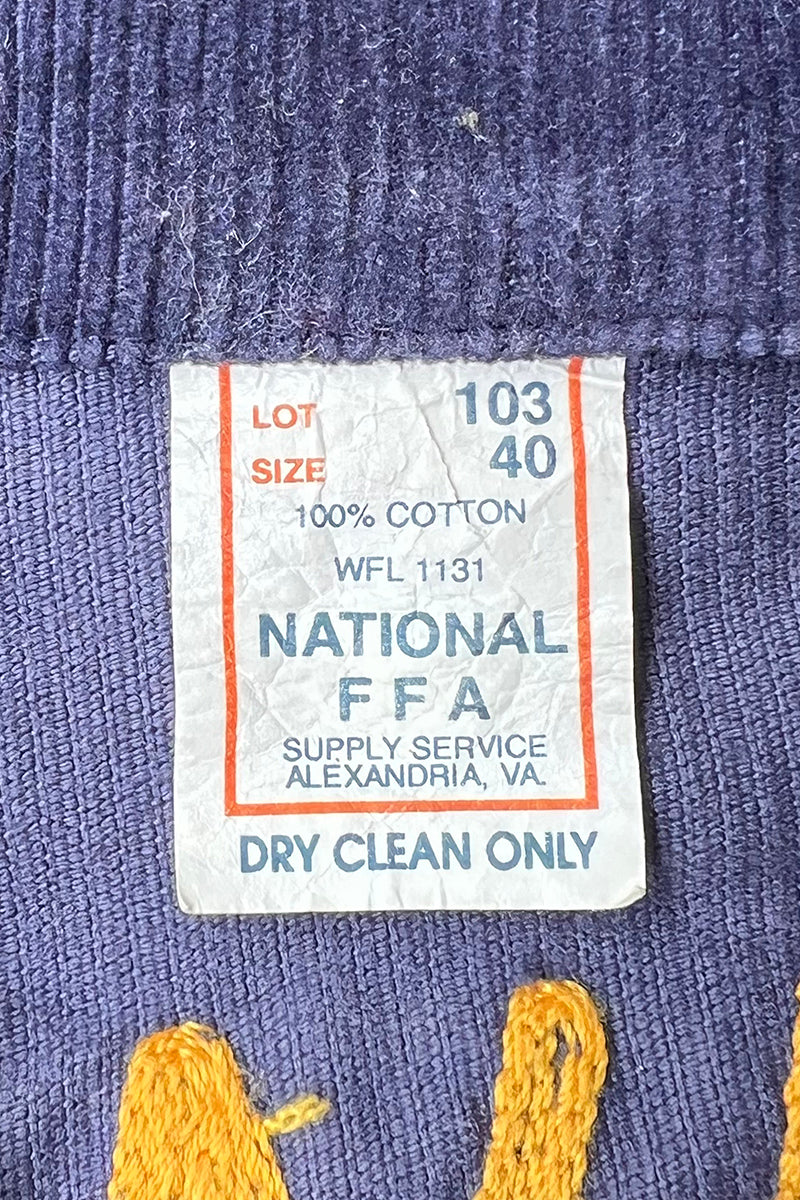 LOT 103
SIZE 40
100% COTTON
WFL 1131
NATIONAL
FFA
SUPPLY SERVICE
ALEXANDRIA, VA.
DRY CLEAN ONLY